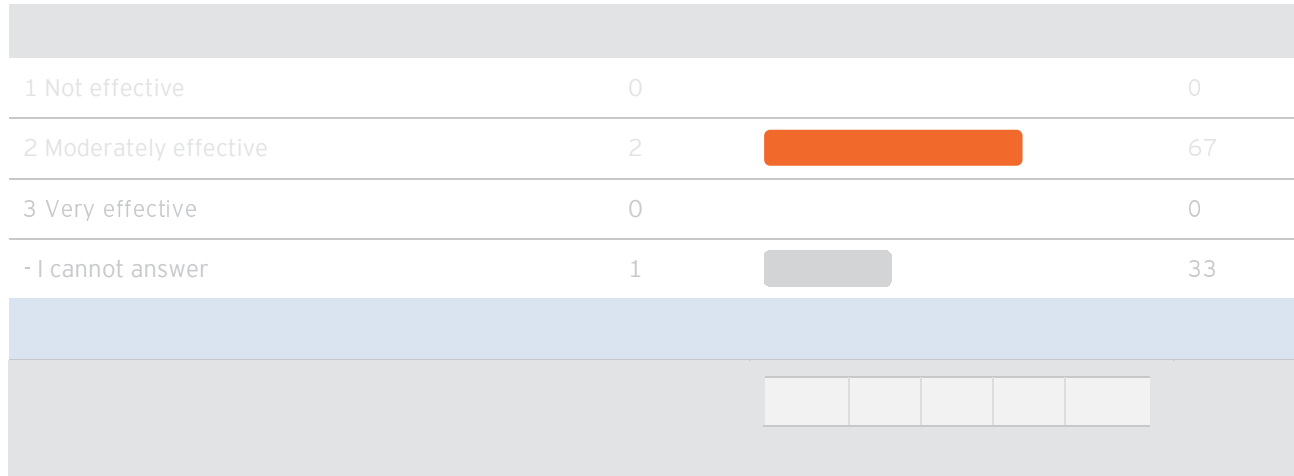 1 Not effective 0 0
2 Moderately effective 2 67
3 Very effective 0 0
- I cannot answer 1 33